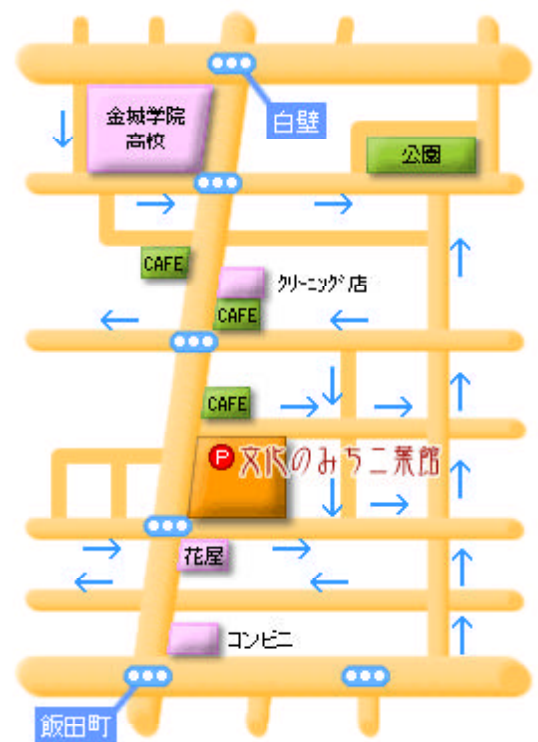 白壁
金城学院
高校
公園
CAFE
クリーニング店
CAFE
CAFE
P 文化のみち二葉館
花屋
コンビニ
飯田町